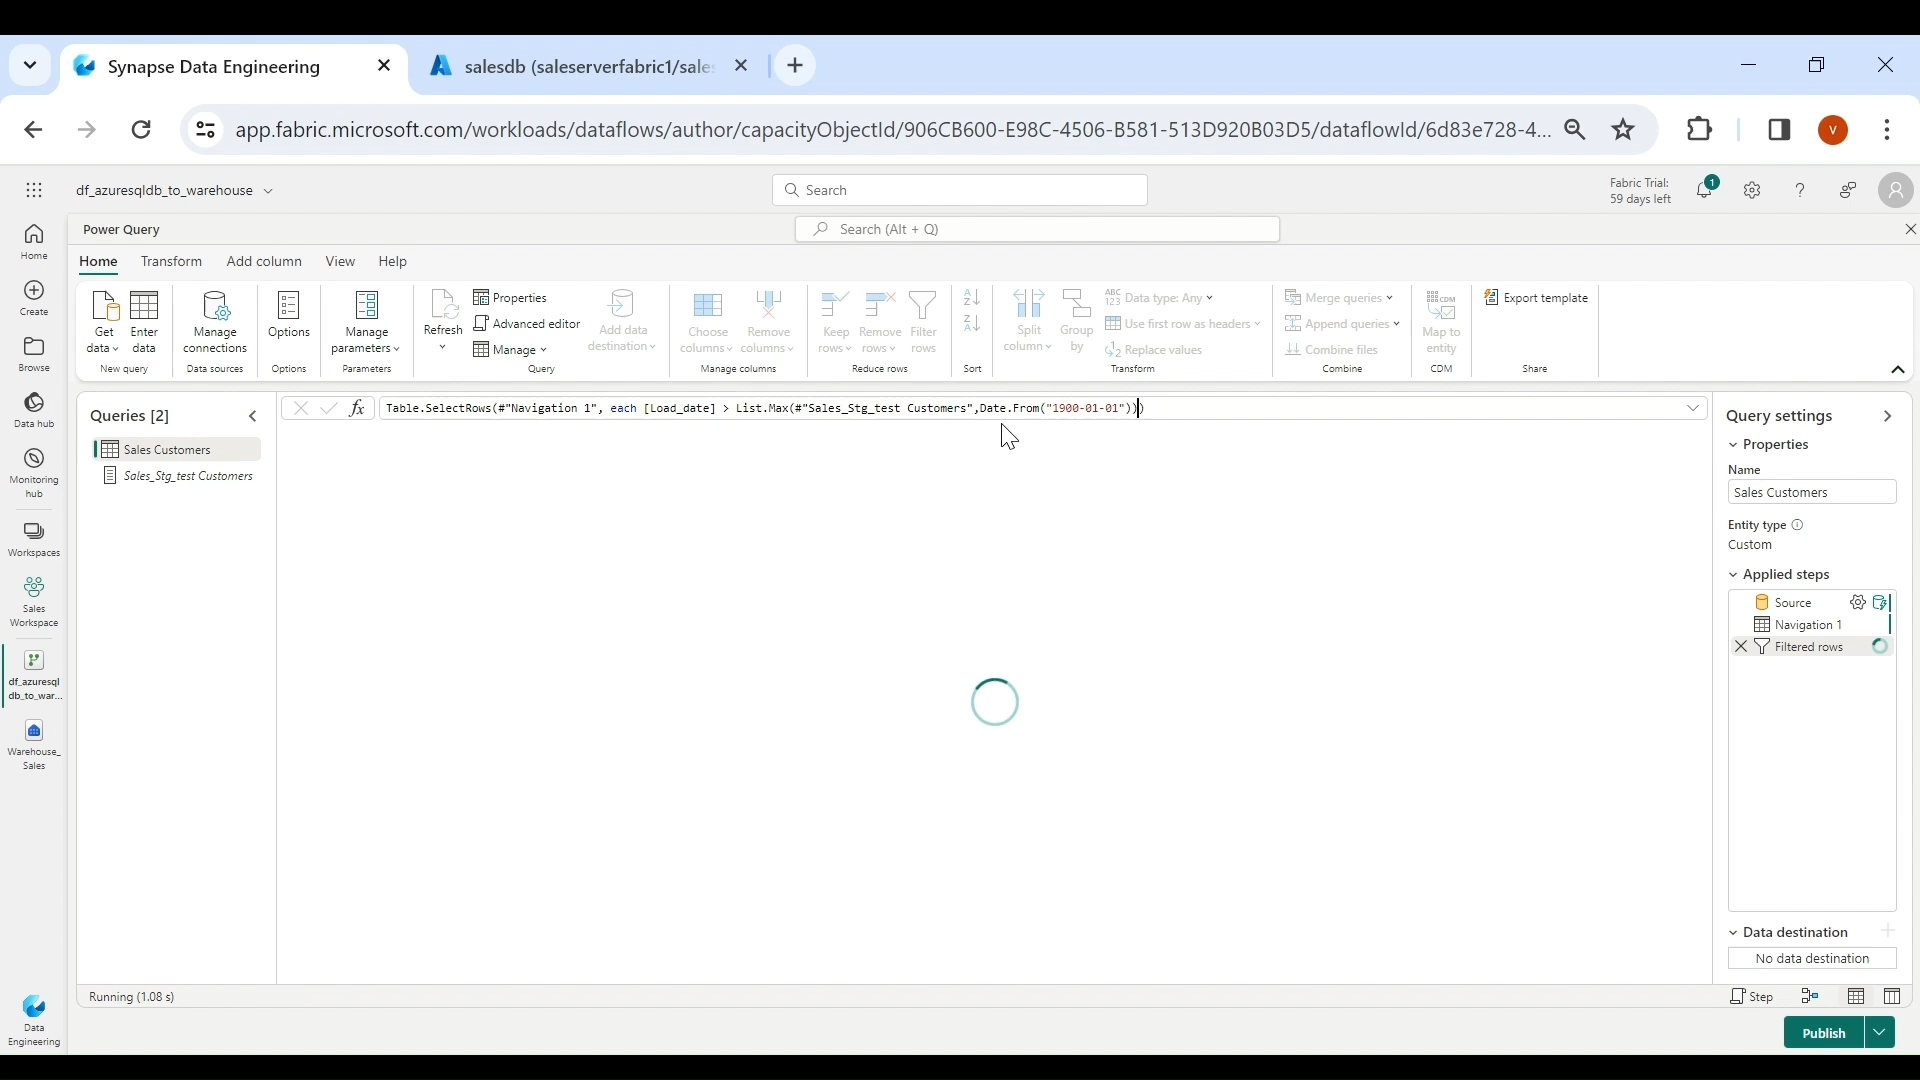 Synapse Data Engineering
salesdb (saleserverfabric1/sales
app.fabric.microsoft.com/workloads/dataflows/author/capacityObjectId/906CB600-E98C-4506-B581-513D920B03D5/dataflowId/6d83e728-4...
V
df_azuresqldb_to_warehouse
Search
Fabric Trial:
59 days left
1
Power Query
Search (Alt + Q)
Home
Transform
Add column
View
Help
Get
data
Enter
data
New query
Manage
connections
Data sources
Options
Options
Manage
parameters
Parameters
Refresh
Properties
Advanced editor
Manage
Query
Add data
destination
Choose
columns
Remove
columns
Manage columns
Keep
rows
Remove
rows
Filter
rows
Reduce rows
Sort
Split
column
Group
by
Data type: Any
Use first row as headers
Replace values
Transform
Merge queries
Append queries
Combine files
Combine
Map to
entity
CDM
Export template
Share
Home
Create
Browse
Data hub
Monitoring
hub
Workspaces
Sales
Workspace
df_azuresql
db_to_war...
Warehouse_
Sales
Data
Engineering
Queries [2]
Sales Customers
Sales_Stg_test Customers
fx
Table.SelectRows(#"Navigation 1", each [Load_date] > List.Max(#"Sales_Stg_test Customers",Date.From("1900-01-01")))
Query settings
Properties
Name
Sales Customers
Entity type
Custom
Applied steps
Source
Navigation 1
Filtered rows
Data destination
No data destination
Running (1.08 s)
Step
Publish